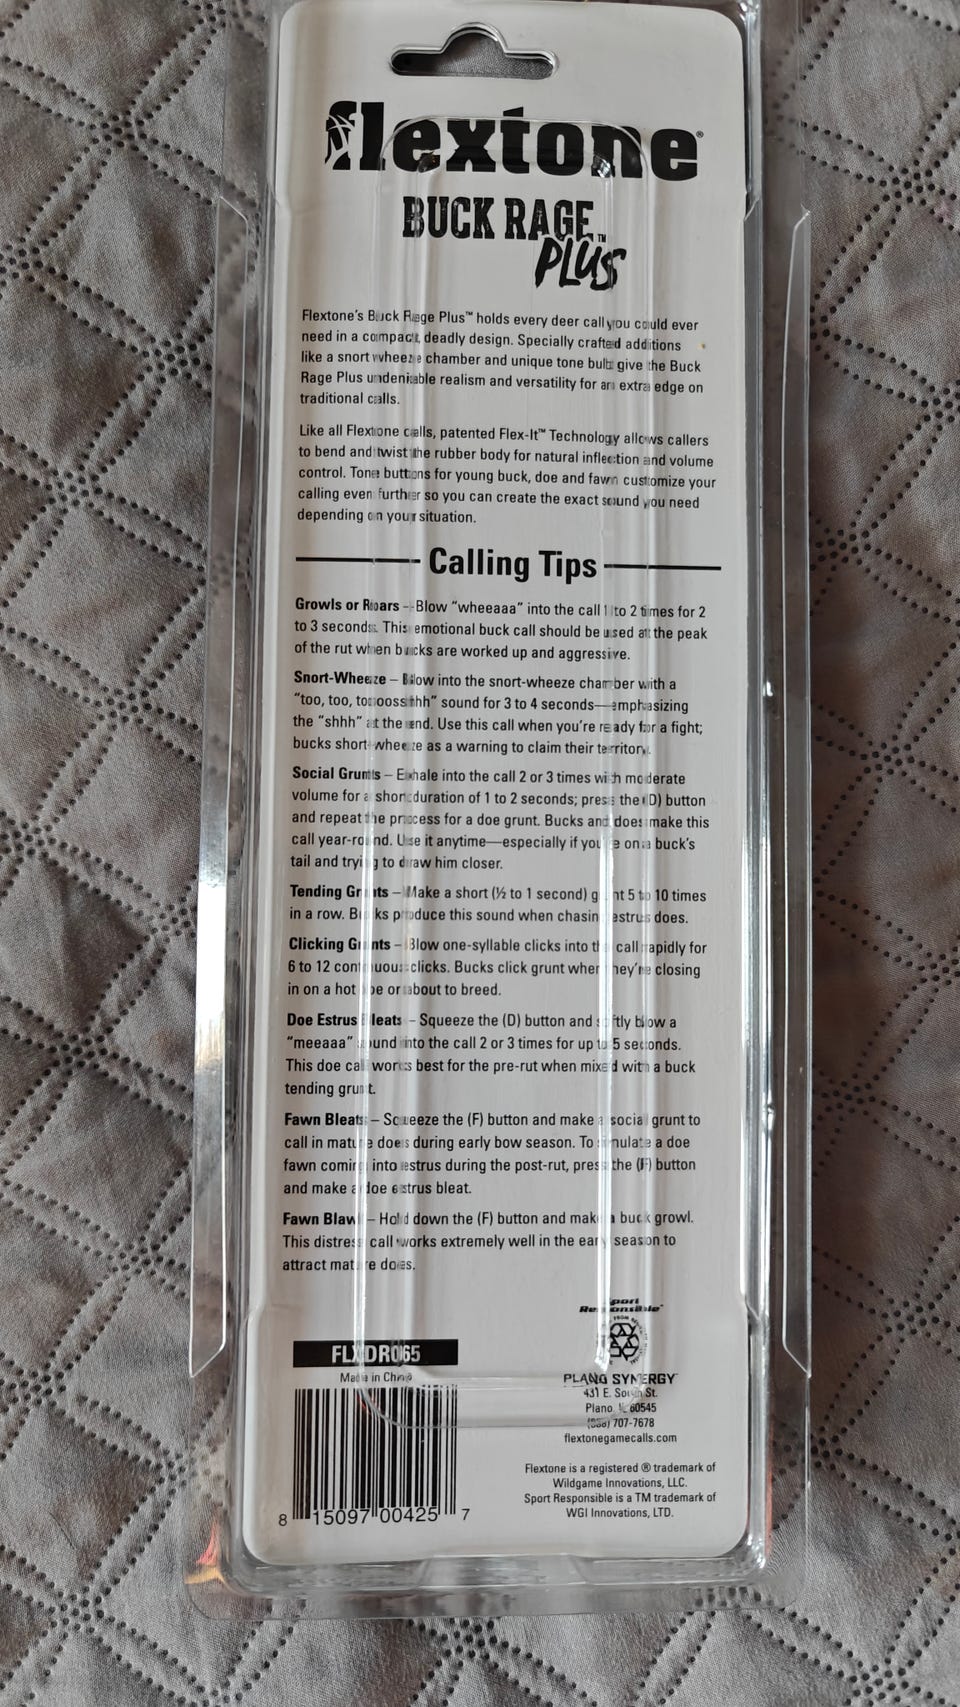 flextone®
BUCK RAGE™
PLUS
Flextone's Buck Rage Plus™ holds every deer call you could ever
need in a compact, deadly design. Specially crafted additions
like a snort wheeze chamber and unique tone bulb give the Buck
Rage Plus undeniable realism and versatility for an extra edge on
traditional calls.
Like all Flextone calls, patented Flex-It™ Technology allows callers
to bend and twist the rubber body for natural inflection and volume
control. Tone buttons for young buck, doe and fawn customize your
calling even further so you can create the exact sound you need
depending on your situation.
Calling Tips
Growls or Roars – Blow "wheeaaa" into the call 1 to 2 times for 2
to 3 seconds. This emotional buck call should be used at the peak
of the rut when bucks are worked up and aggressive.
Snort-Wheeze – Blow into the snort-wheeze chamber with a
"too, too, sound for 3 to 4 seconds—emphasizing
the "shhh" at the end. Use this call when you're ready for a fight;
bucks short-wheeze as a warning to claim their territory.
Social Grunts – Exhale into the call 2 or 3 times with moderate
volume for a short duration of 1 to 2 seconds; press the (D) button
and repeat the process for a doe grunt. Bucks and does make this
call year-round. Use it anytime—especially if you're on a buck's
tail and trying to draw him closer.
Tending Grunts – Make a short (½ to 1 second) grunt 5 to 10 times
in a row. Bucks produce this sound when chasing estrus does.
Clicking Grunts – Blow one-syllable clicks into the call rapidly for
6 to 12 continuous clicks. Bucks click grunt when they're closing
in on a hot doe or about to breed.
Doe Estrus Bleats – Squeeze the (D) button and softly blow a
"meeaaa" sound into the call 2 or 3 times for up to 5 seconds.
This doe call works best for the pre-rut when mixed with a buck
tending grunt.
Fawn Bleats – Squeeze the (F) button and make a social grunt to
call in mature does during early bow season. To simulate a doe
fawn coming into estrus during the post-rut, press the (F) button
and make a doe estrus bleat.
Fawn Blawl – Hold down the (F) button and make a buck growl.
This distress call works extremely well in the early season to
attract mature does.
Sport
Responsible™
FLXDR065
Made in China
8 15097 00425 7
PLANO SYNERGY™
431 E. South St.
Plano, IL 60545
707-7678
flextonegamecalls.com
Flextone is a registered ® trademark of
Wildgame Innovations, LLC.
Sport Responsible is a TM trademark of
WGI Innovations, LTD.